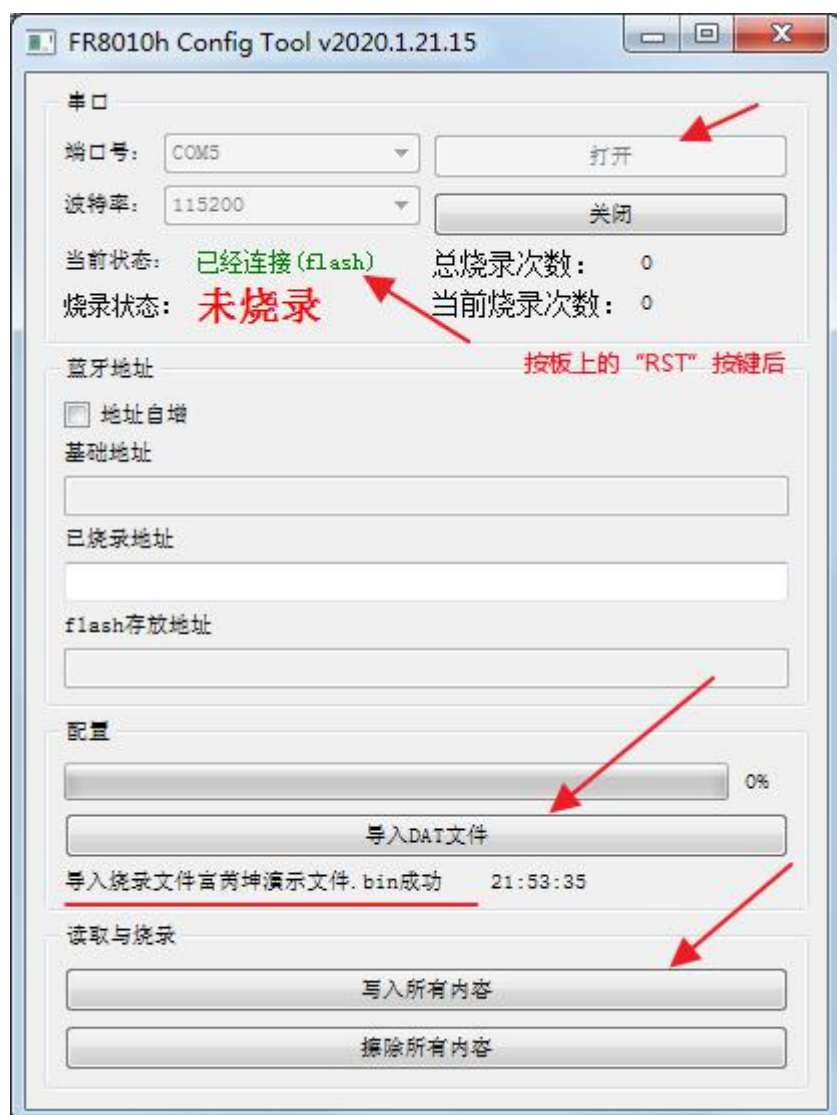 FR8010h Config Tool v2020.1.21.15
串口
端口号: COM5 打开
波特率: 115200 关闭
当前状态: 已经连接(flash) 总烧录次数: 0
烧录状态: 未烧录 当前烧录次数: 0
按板上的 “RST” 按键后
蓝牙地址
地址自增
基础地址
已烧录地址
flash存放地址
配置
0%
导入DAT文件
导入烧录文件富芮坤演示文件.bin成功 21:53:35
读取与烧录
写入所有内容
擦除所有内容